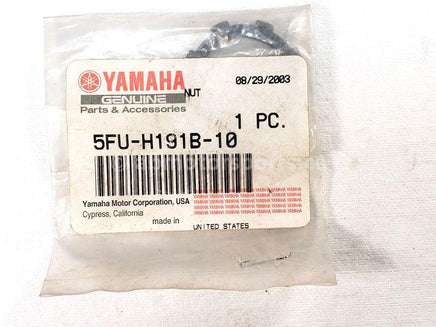 YAMAHA
NUT
08/29/2003
GENUINE
Parts & Accessories
1 PC.
5FU-H191B-10
Yamaha Motor Corporation, USA
Cypress, California
made in
UNITED STATES